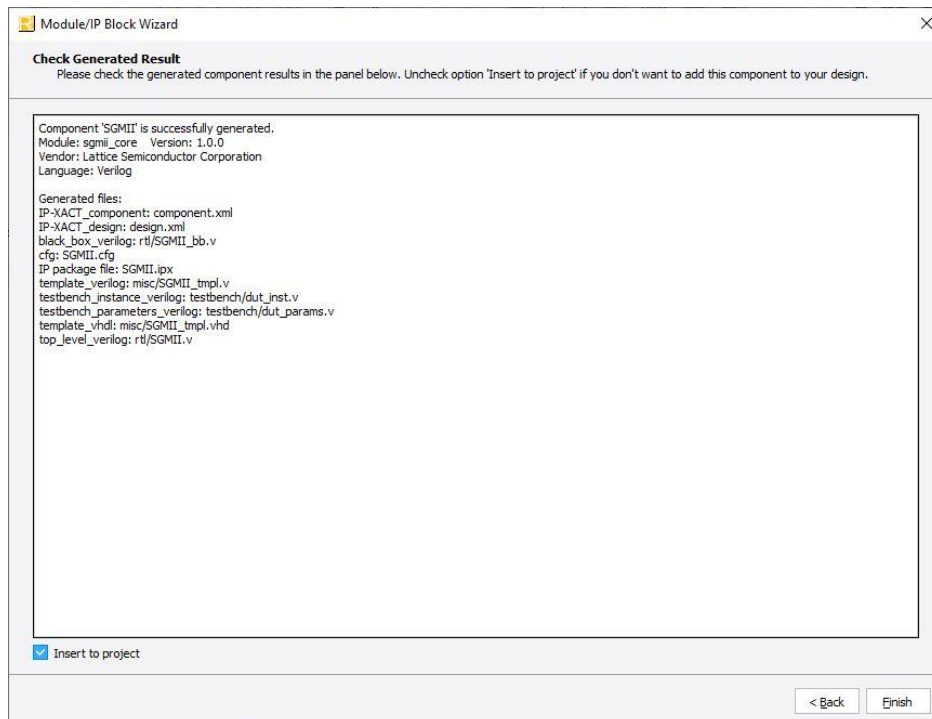 Module/IP Block Wizard
Check Generated Result
Please check the generated component results in the panel below. Uncheck option 'Insert to project' if you don't want to add this component to your design.
Component 'SGMII' is successfully generated.
Module: sgmii_core Version: 1.0.0
Vendor: Lattice Semiconductor Corporation
Language: Verilog
Generated files:
IP-XACT_component: component.xml
IP-XACT_design: design.xml
black_box_verilog: rtl/SGMII_bb.v
cfg: SGMII.cfg
IP package file: SGMII.ipx
template_verilog: misc/SGMII_tmpl.v
testbench_instance_verilog: testbench/dut_inst.v
testbench_parameters_verilog: testbench/dut_params.v
template_vhdl: misc/SGMII_tmpl.vhd
top_level_verilog: rtl/SGMII.v
Insert to project
< Back Finish